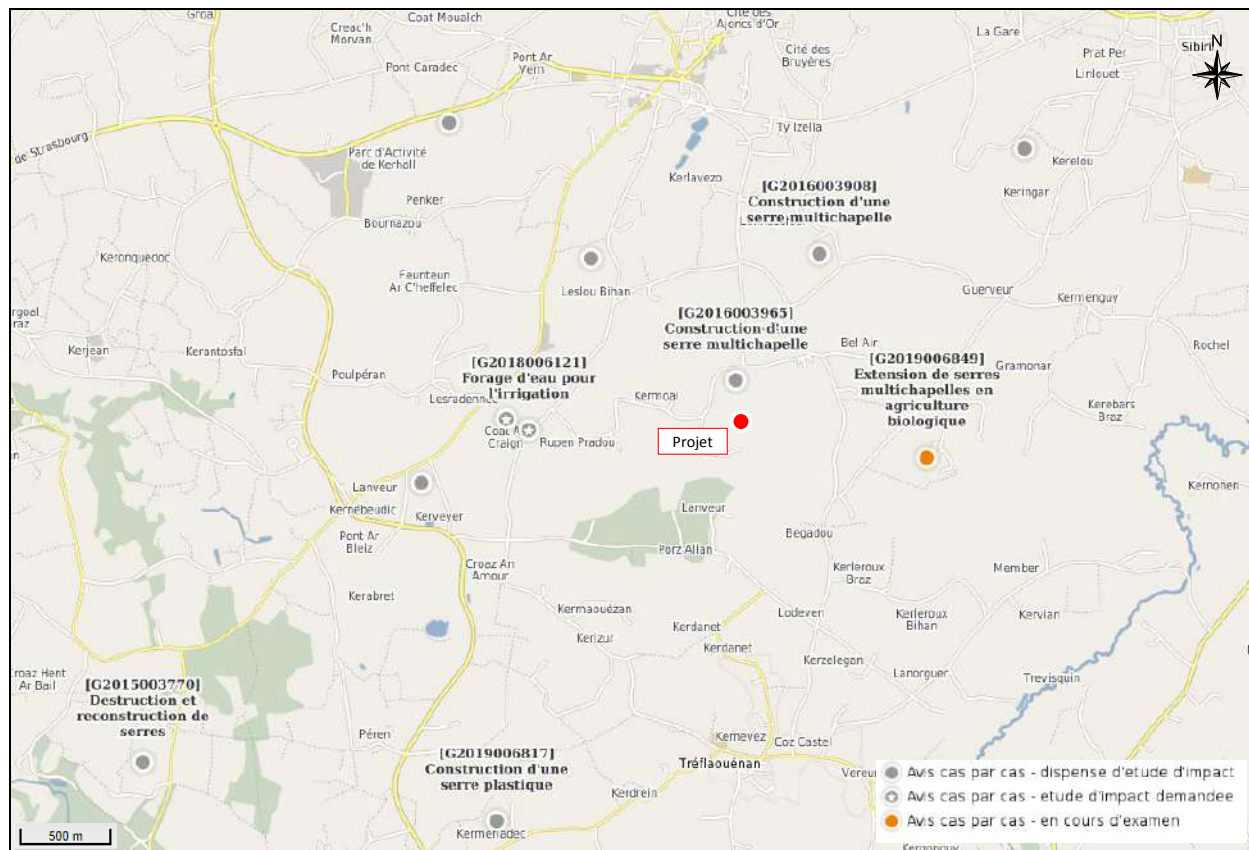 Groa
Coat Moualch
Cité des
Ajoncs d'Or
Creac'h
Morvan
Pont Ar
Vern
Cité des
Bruyères
La Gare
Prat Per
Sibiri
N
Pont Caradec
Linlouet
de Strasbourg
Parc d'Activité
de Kerhall
Ty Izella
Kerelou
Kerlavezo
[G2016003908]
Construction d'une
serre multichapelle
Keringar
Penker
Bournazou
Keronquedoc
Feunteun
Ar C'heffelec
Leslou Bihan
Guerveur
Kermenguy
[G2016003965]
Construction d'une
serre multichapelle
Kerjean
Kerantosfal
Bel Air
Rochel
[G2018006121]
Forage d'eau pour
l'irrigation
[G2019006849]
Extension de serres
multichapelles en
agriculture
biologique
Gramonar
Poulpéran
Lesradennec
Kermoal
Kerebars
Braz
Coat A
Craign
Rupen Pradou
Projet
Lanveur
Kernebeudic
Kerveyer
Lanveur
Kernonen
Pont Ar
Bleiz
Porz Allan
Begadou
Croaz An
Amour
Kerleroux
Braz
Member
Kerabret
Kermaouézan
Lodeven
Kerleroux
Bihan
Kervian
Kerdanet
Kerizur
Kerdanet
Kerzelegan
Lanorguer
Trevisquin
Croaz Hent
Ar Bail
[G2015003770]
Destruction et
reconstruction de
serres
Péren
[G2019006817]
Construction d'une
serre plastique
Kernevez
Coz Castel
Tréflaouénan
Vereur
Kerdrein
Kermeriadec
Avis cas par cas - dispense d'etude d'impact
Avis cas par cas - etude d'impact demandee
Avis cas par cas - en cours d'examen
500 m